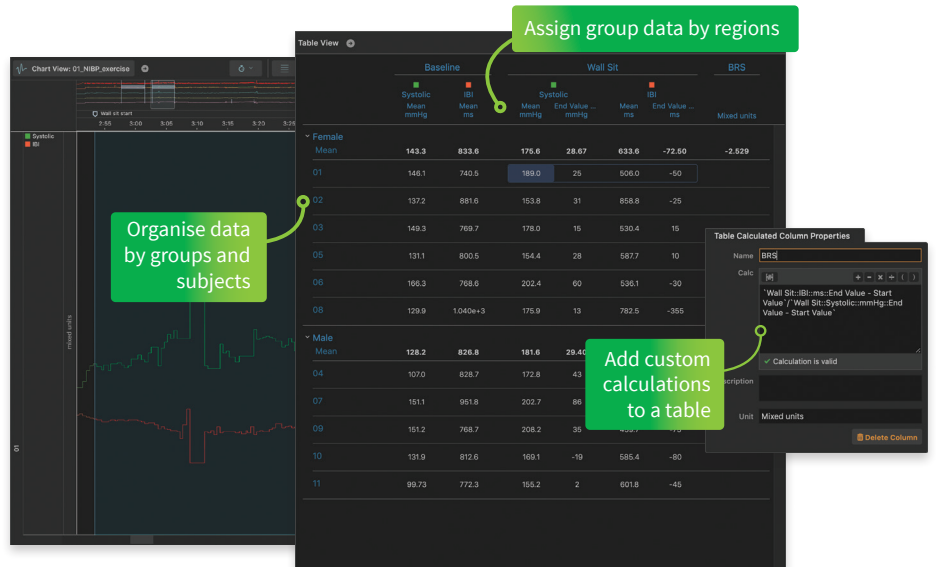 Assign group data by regions
Table View
Chart View: 01_NIBP_exercise
Baseline Wall Sit BRS
Systolic IBI Systolic IBI
Mean Mean Mean End Value ... Mean End Value ...
mmHg ms mmHg mmHg ms ms Mixed units
Wall sit start
2:55 3:00 3:05 3:10 3:15 3:20 3:25
Systolic
IBI
mixed units
01
Female
Mean 143.3 833.6 175.6 28.67 633.6 -72.50 -2.529
01 146.1 740.5 189.0 25 506.0 -50
02 137.2 881.6 153.8 31 858.8 -25
03 149.3 769.7 178.0 15 530.4 15
05 131.1 800.5 154.4 28 587.7 10
06 166.3 768.6 202.4 60 536.1 -30
08 129.9 1.040e+3 175.9 13 782.5 -355
Male
Mean 128.2 826.8 181.6 29.40
04 107.0 828.7 172.8 43
07 151.1 951.8 202.7 86
09 151.2 768.7 208.2 35
10 131.9 812.6 169.1 -19 585.4 -80
11 99.73 772.3 155.2 2 601.8 -45
Organise data
by groups and
subjects
Table Calculated Column Properties
Name BRS
Calc + - x ÷ ( )
`Wall Sit::IBI::ms::End Value - Start
Value`/`Wall Sit::Systolic::mmHg::End
Value - Start Value`
Calculation is valid
Unit Mixed units
Delete Column
Add custom
calculations
to a table